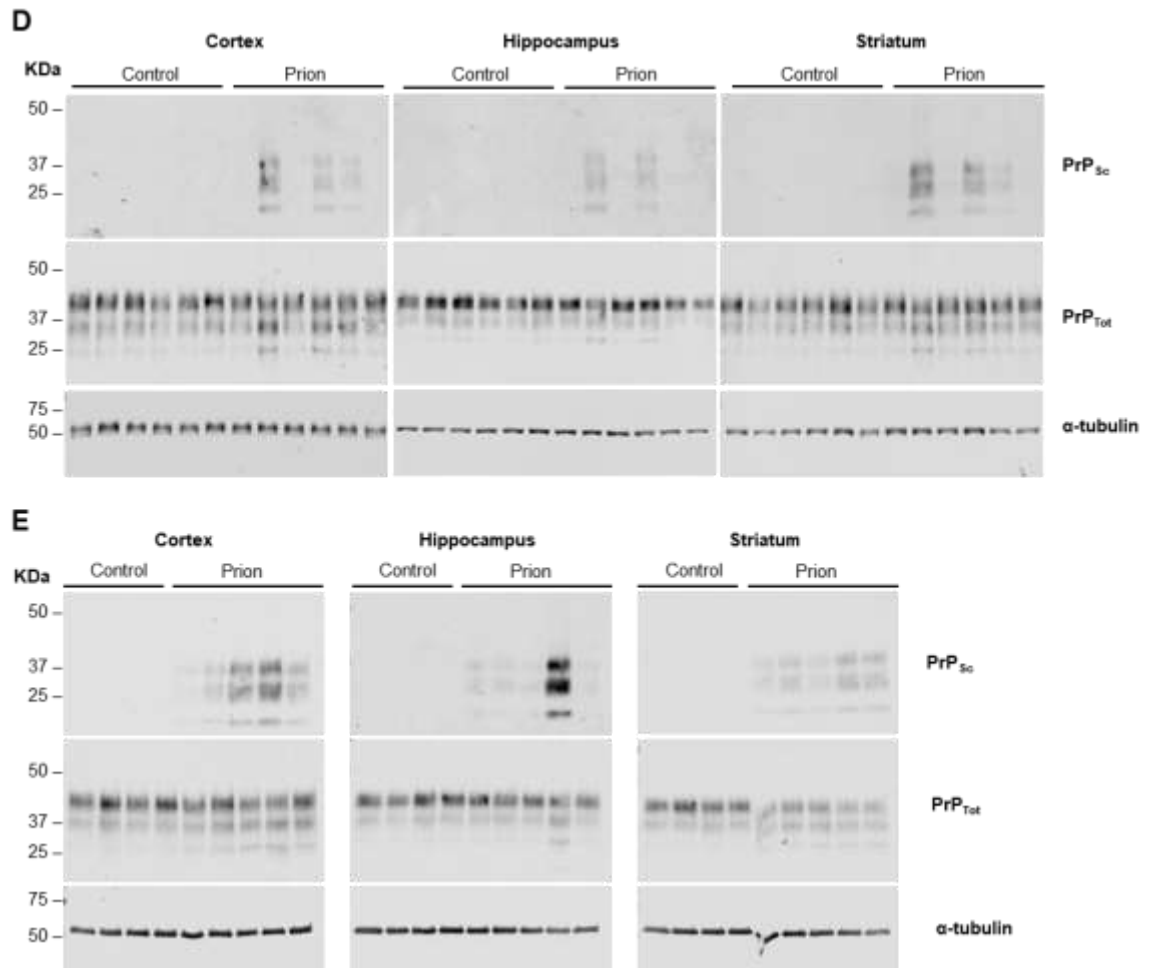 D
Cortex Hippocampus Striatum
KDa Control Prion Control Prion Control Prion
50
37
25
PrPSc
50
37
25
PrPTot
75
50
α-tubulin
E
Cortex Hippocampus Striatum
KDa Control Prion Control Prion Control Prion
50
37
25
PrPSc
50
37
25
PrPTot
75
50
α-tubulin